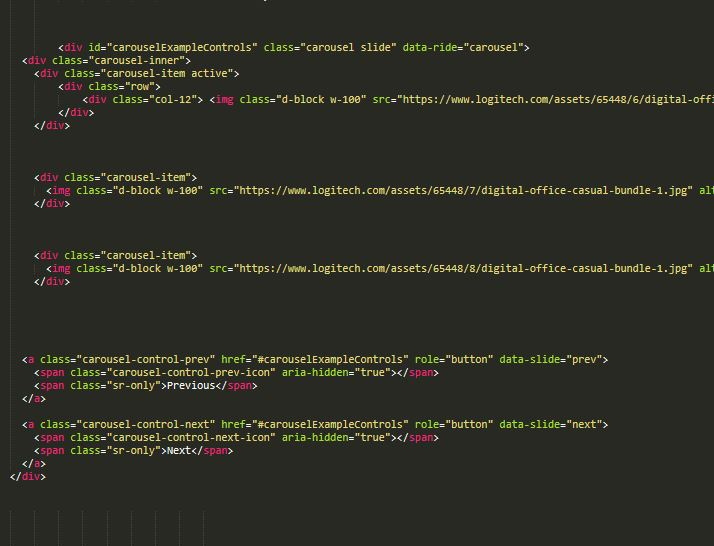 <div id="carouselExampleControls" class="carousel slide" data-ride="carousel">
<div class="carousel-inner">
<div class="carousel-item active">
<div class="row">
<div class="col-12"> <img class="d-block w-100" src="https://www.logitech.com/assets/65448/6/digital-offi
</div>
</div>
<div class="carousel-item">
<img class="d-block w-100" src="https://www.logitech.com/assets/65448/7/digital-office-casual-bundle-1.jpg" alt
</div>
<div class="carousel-item">
<img class="d-block w-100" src="https://www.logitech.com/assets/65448/8/digital-office-casual-bundle-1.jpg" alt
</div>
<a class="carousel-control-prev" href="#carouselExampleControls" role="button" data-slide="prev">
<span class="carousel-control-prev-icon" aria-hidden="true"></span>
<span class="sr-only">Previous</span>
</a>
<a class="carousel-control-next" href="#carouselExampleControls" role="button" data-slide="next">
<span class="carousel-control-next-icon" aria-hidden="true"></span>
<span class="sr-only">Next</span>
</a>
</div>